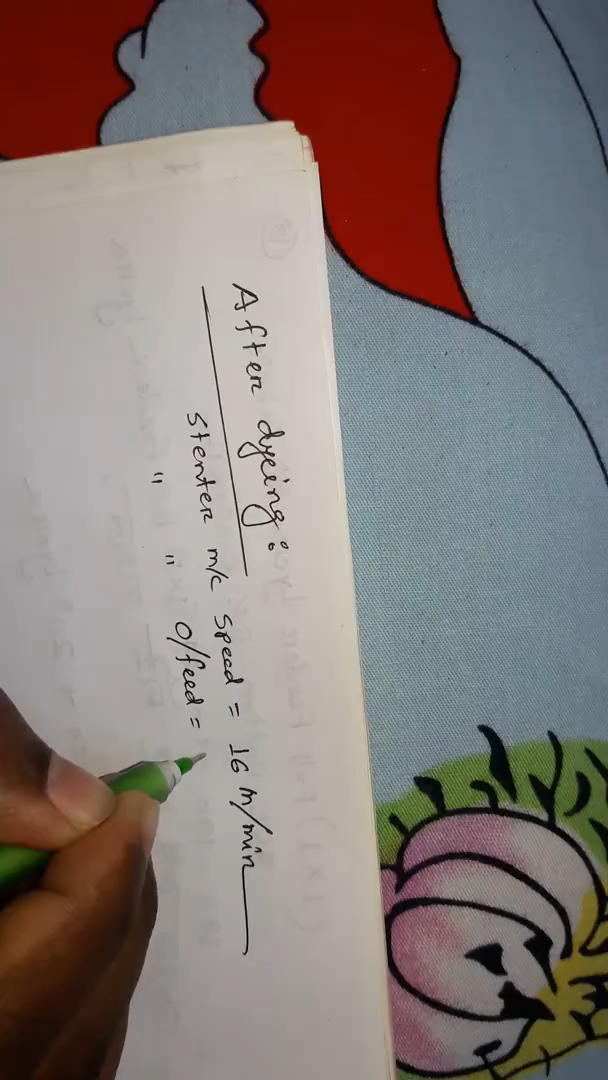 After dyeing:
Stenter m/c speed = 16 m/min
" " o/feed =